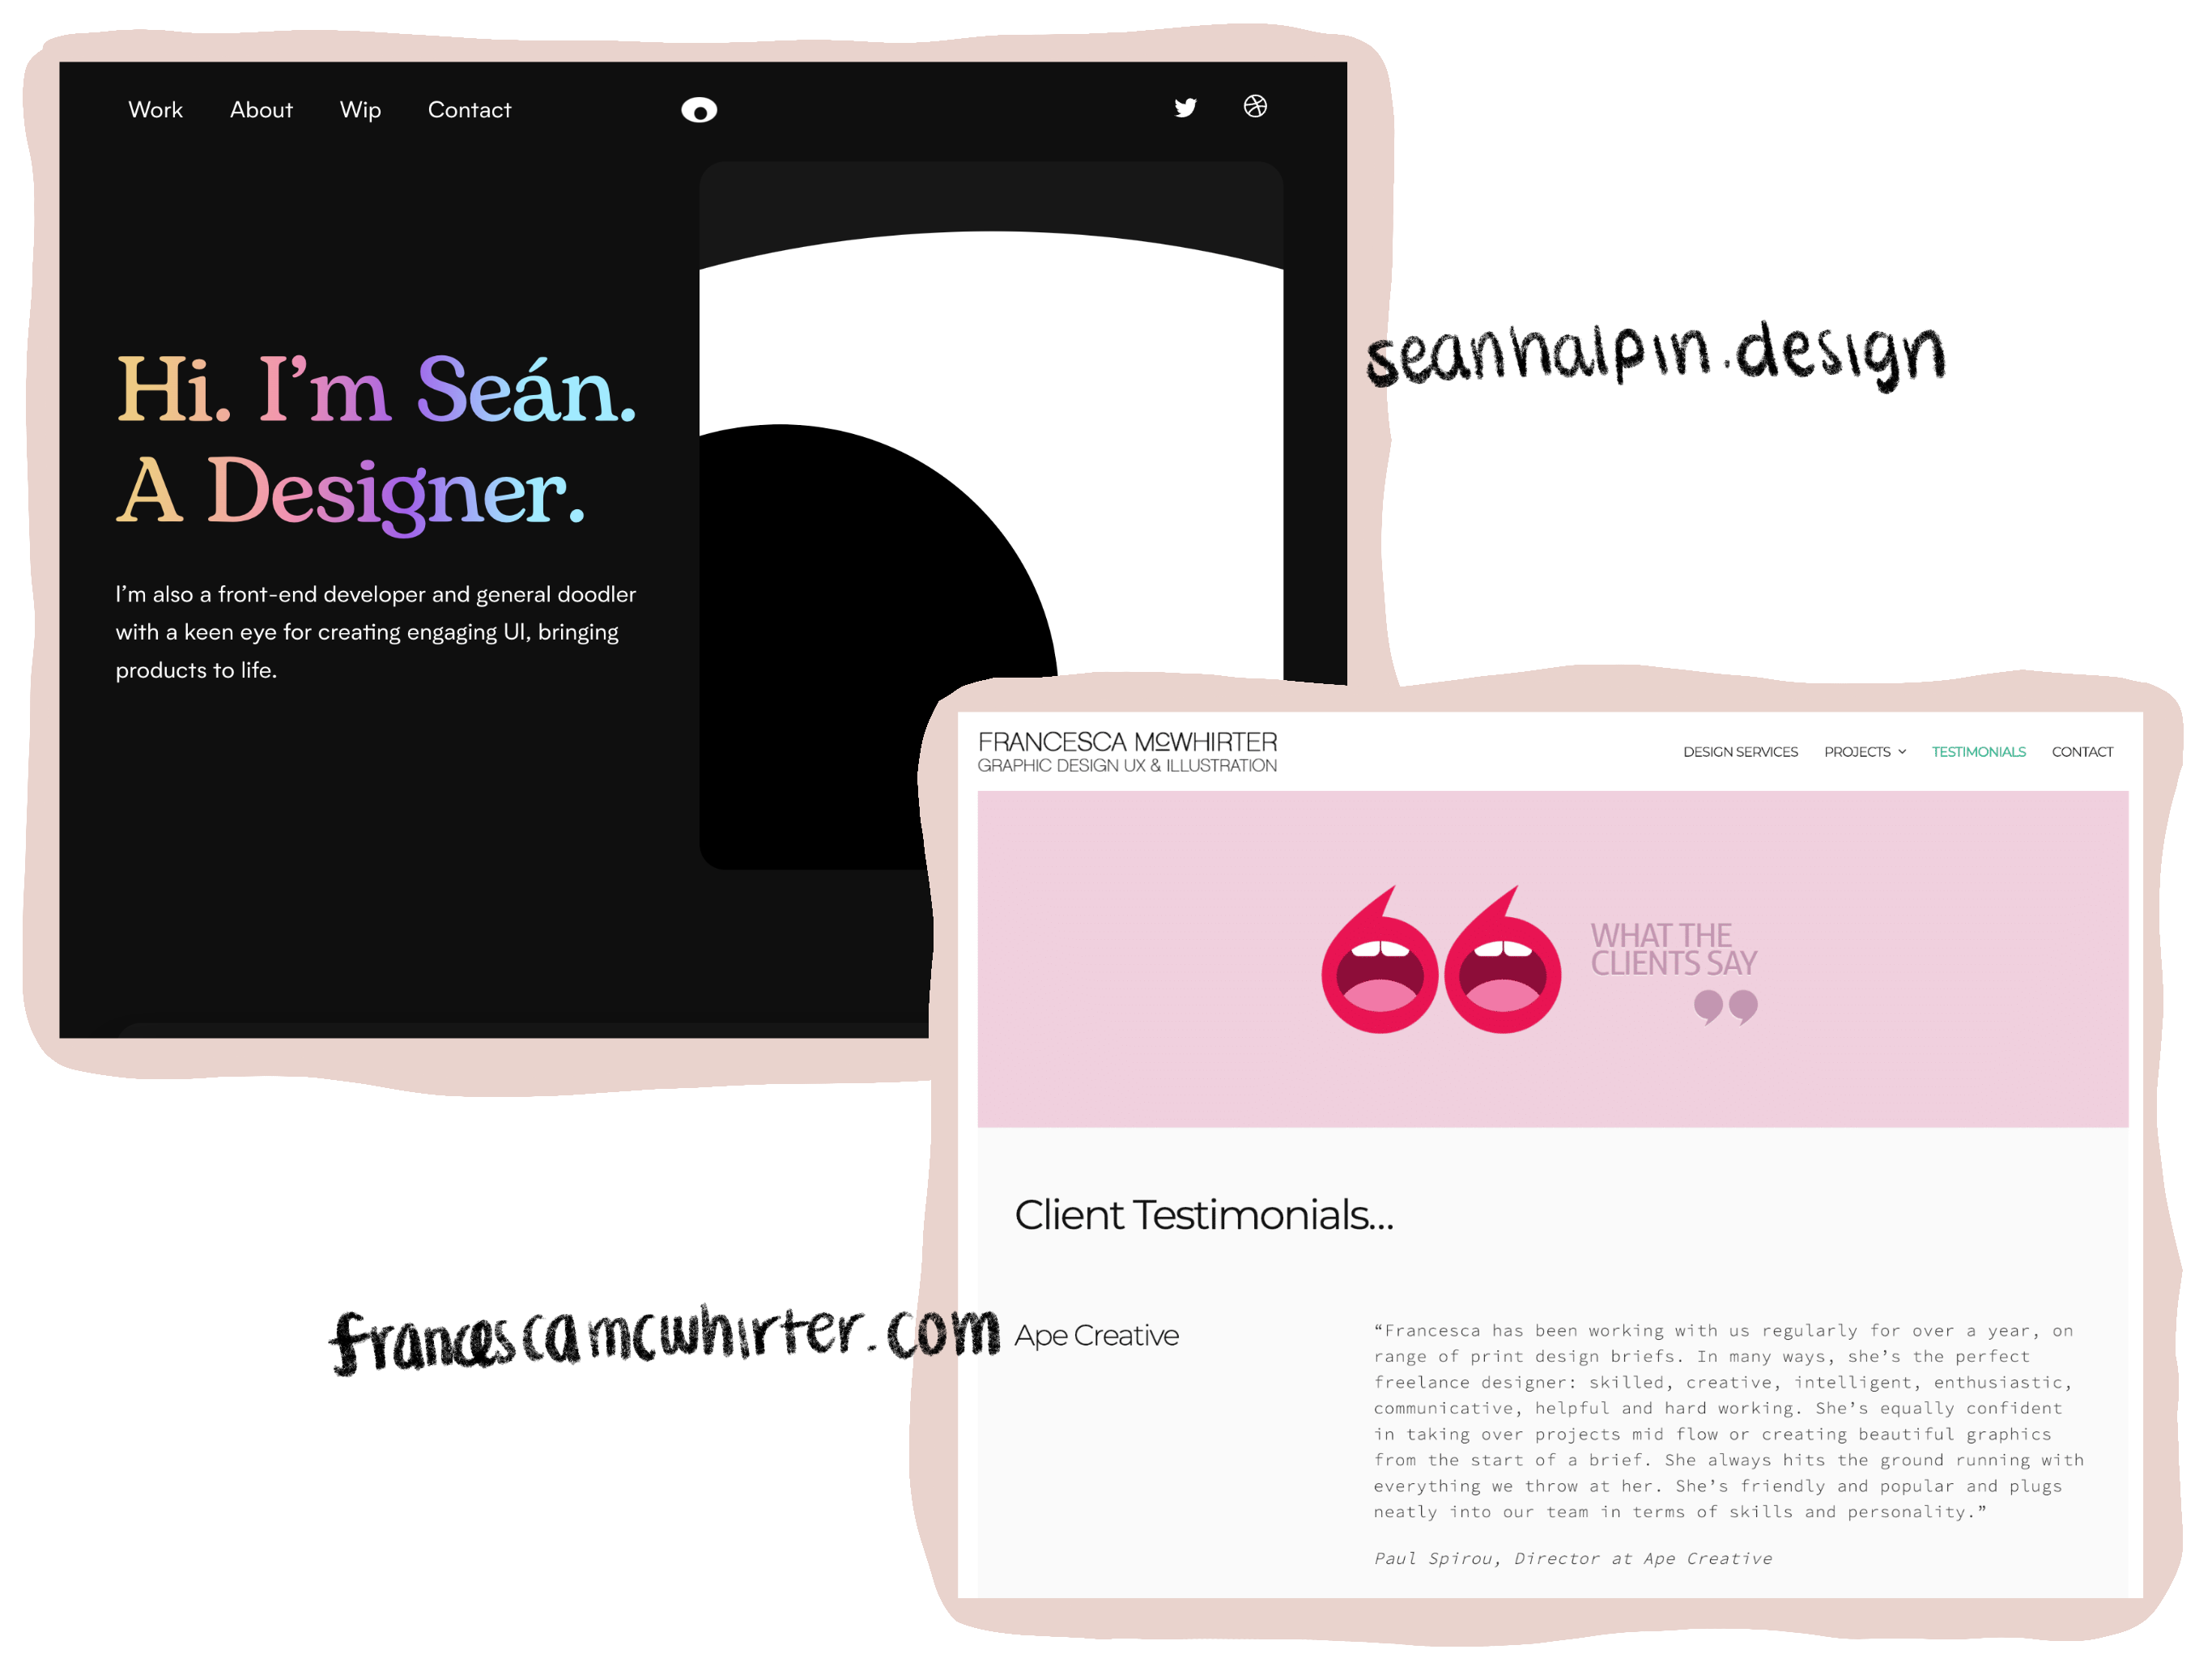 Work About Wip Contact
Hi. I'm Seán.
A Designer.
I'm also a front-end developer and general doodler
with a keen eye for creating engaging UI, bringing
products to life.
seanhalpin.design
FRANCESCA McWHIRTER
GRAPHIC DESIGN UX & ILLUSTRATION
DESIGN SERVICES PROJECTS TESTIMONIALS CONTACT
WHAT THE
CLIENTS SAY
Client Testimonials...
francescamcwhirter.com
Ape Creative
“Francesca has been working with us regularly for over a year, on
range of print design briefs. In many ways, she’s the perfect
freelance designer: skilled, creative, intelligent, enthusiastic,
communicative, helpful and hard working. She’s equally confident
in taking over projects mid flow or creating beautiful graphics
from the start of a brief. She always hits the ground running with
everything we throw at her. She’s friendly and popular and plugs
neatly into our team in terms of skills and personality.”
Paul Spirou, Director at Ape Creative